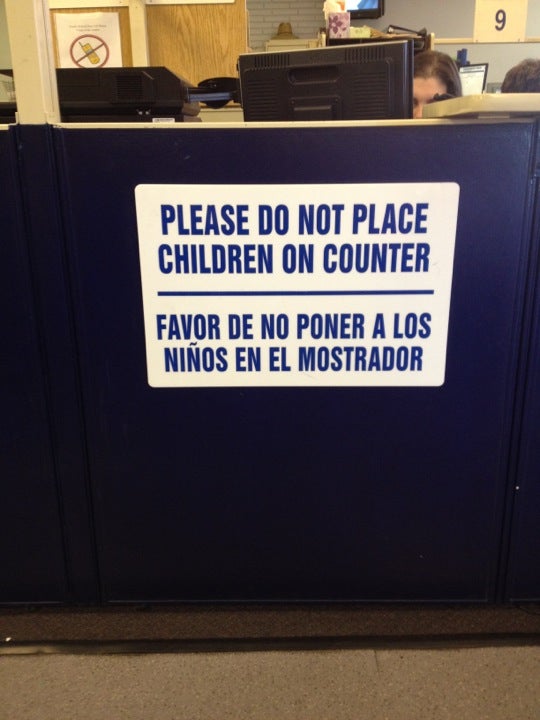 9
PLEASE DO NOT PLACE
CHILDREN ON COUNTER
FAVOR DE NO PONER A LOS
NIÑOS EN EL MOSTRADOR